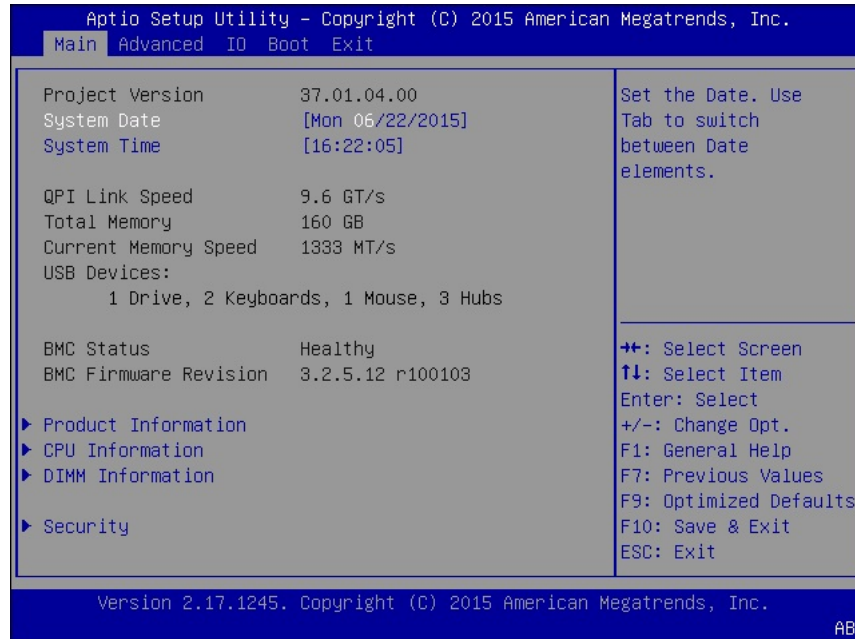 Aptio Setup Utility – Copyright (C) 2015 American Megatrends, Inc.
Main Advanced IO Boot Exit
Project Version 37.01.04.00
System Date [Mon 06/22/2015]
System Time [16:22:05]
QPI Link Speed 9.6 GT/s
Total Memory 160 GB
Current Memory Speed 1333 MT/s
USB Devices:
1 Drive, 2 Keyboards, 1 Mouse, 3 Hubs
BMC Status Healthy
BMC Firmware Revision 3.2.5.12 r100103
Product Information
CPU Information
DIMM Information
Security
Set the Date. Use
Tab to switch
between Date
elements.
→←: Select Screen
↑↓: Select Item
Enter: Select
+/-: Change Opt.
F1: General Help
F7: Previous Values
F9: Optimized Defaults
F10: Save & Exit
ESC: Exit
Version 2.17.1245. Copyright (C) 2015 American Megatrends, Inc.
AB